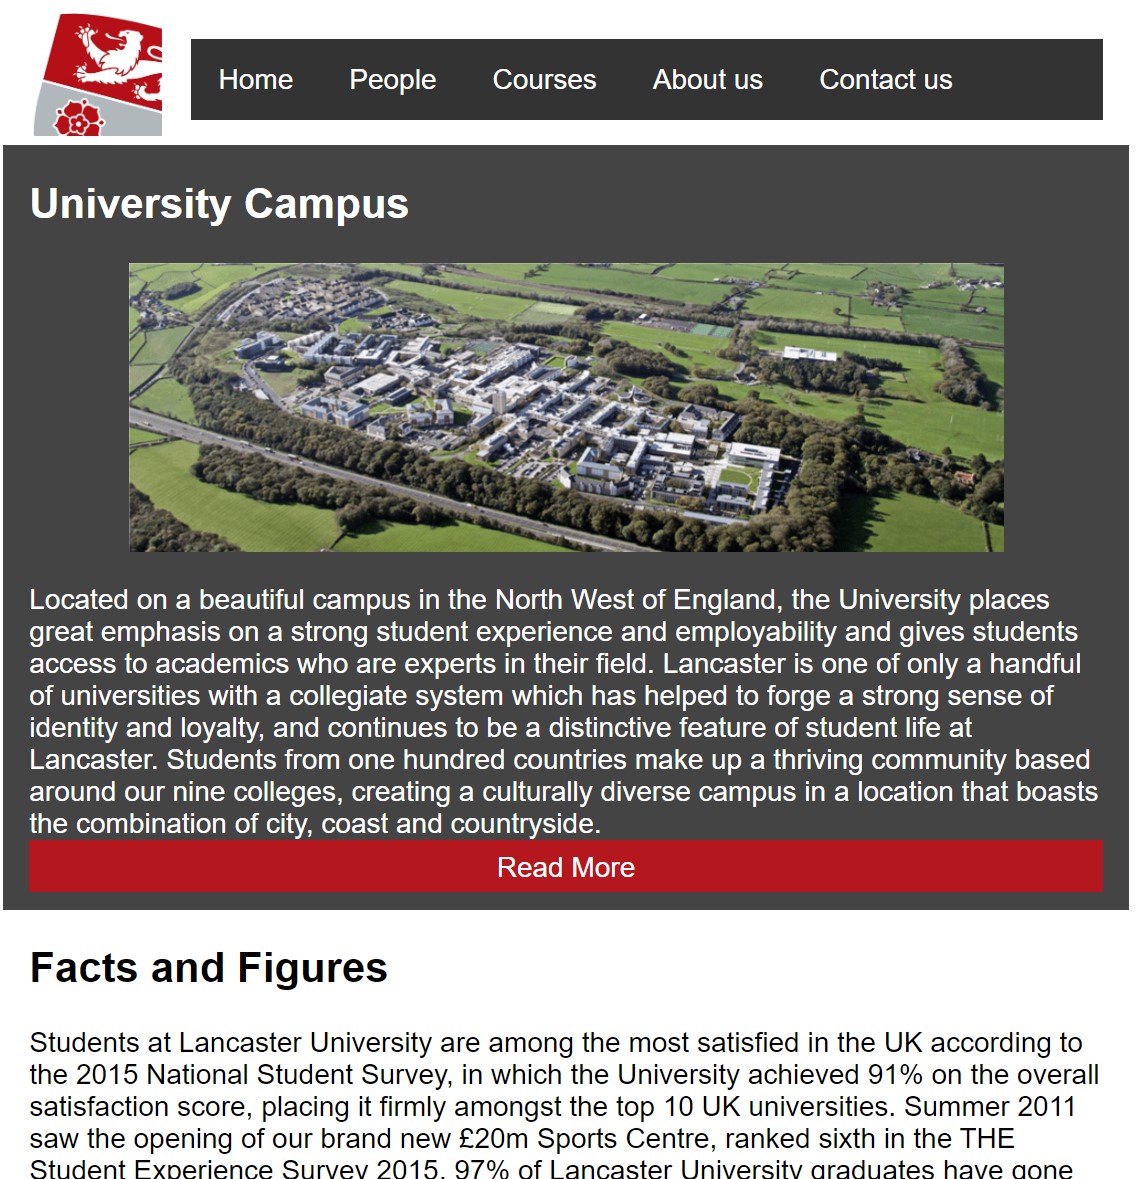 Home People Courses About us Contact us
University Campus
Located on a beautiful campus in the North West of England, the University places
great emphasis on a strong student experience and employability and gives students
access to academics who are experts in their field. Lancaster is one of only a handful
of universities with a collegiate system which has helped to forge a strong sense of
identity and loyalty, and continues to be a distinctive feature of student life at
Lancaster. Students from one hundred countries make up a thriving community based
around our nine colleges, creating a culturally diverse campus in a location that boasts
the combination of city, coast and countryside.
Read More
Facts and Figures
Students at Lancaster University are among the most satisfied in the UK according to
the 2015 National Student Survey, in which the University achieved 91% on the overall
satisfaction score, placing it firmly amongst the top 10 UK universities. Summer 2011
saw the opening of our brand new £20m Sports Centre, ranked sixth in the THE
Student Experience Survey 2015. 97% of Lancaster University graduates have gone